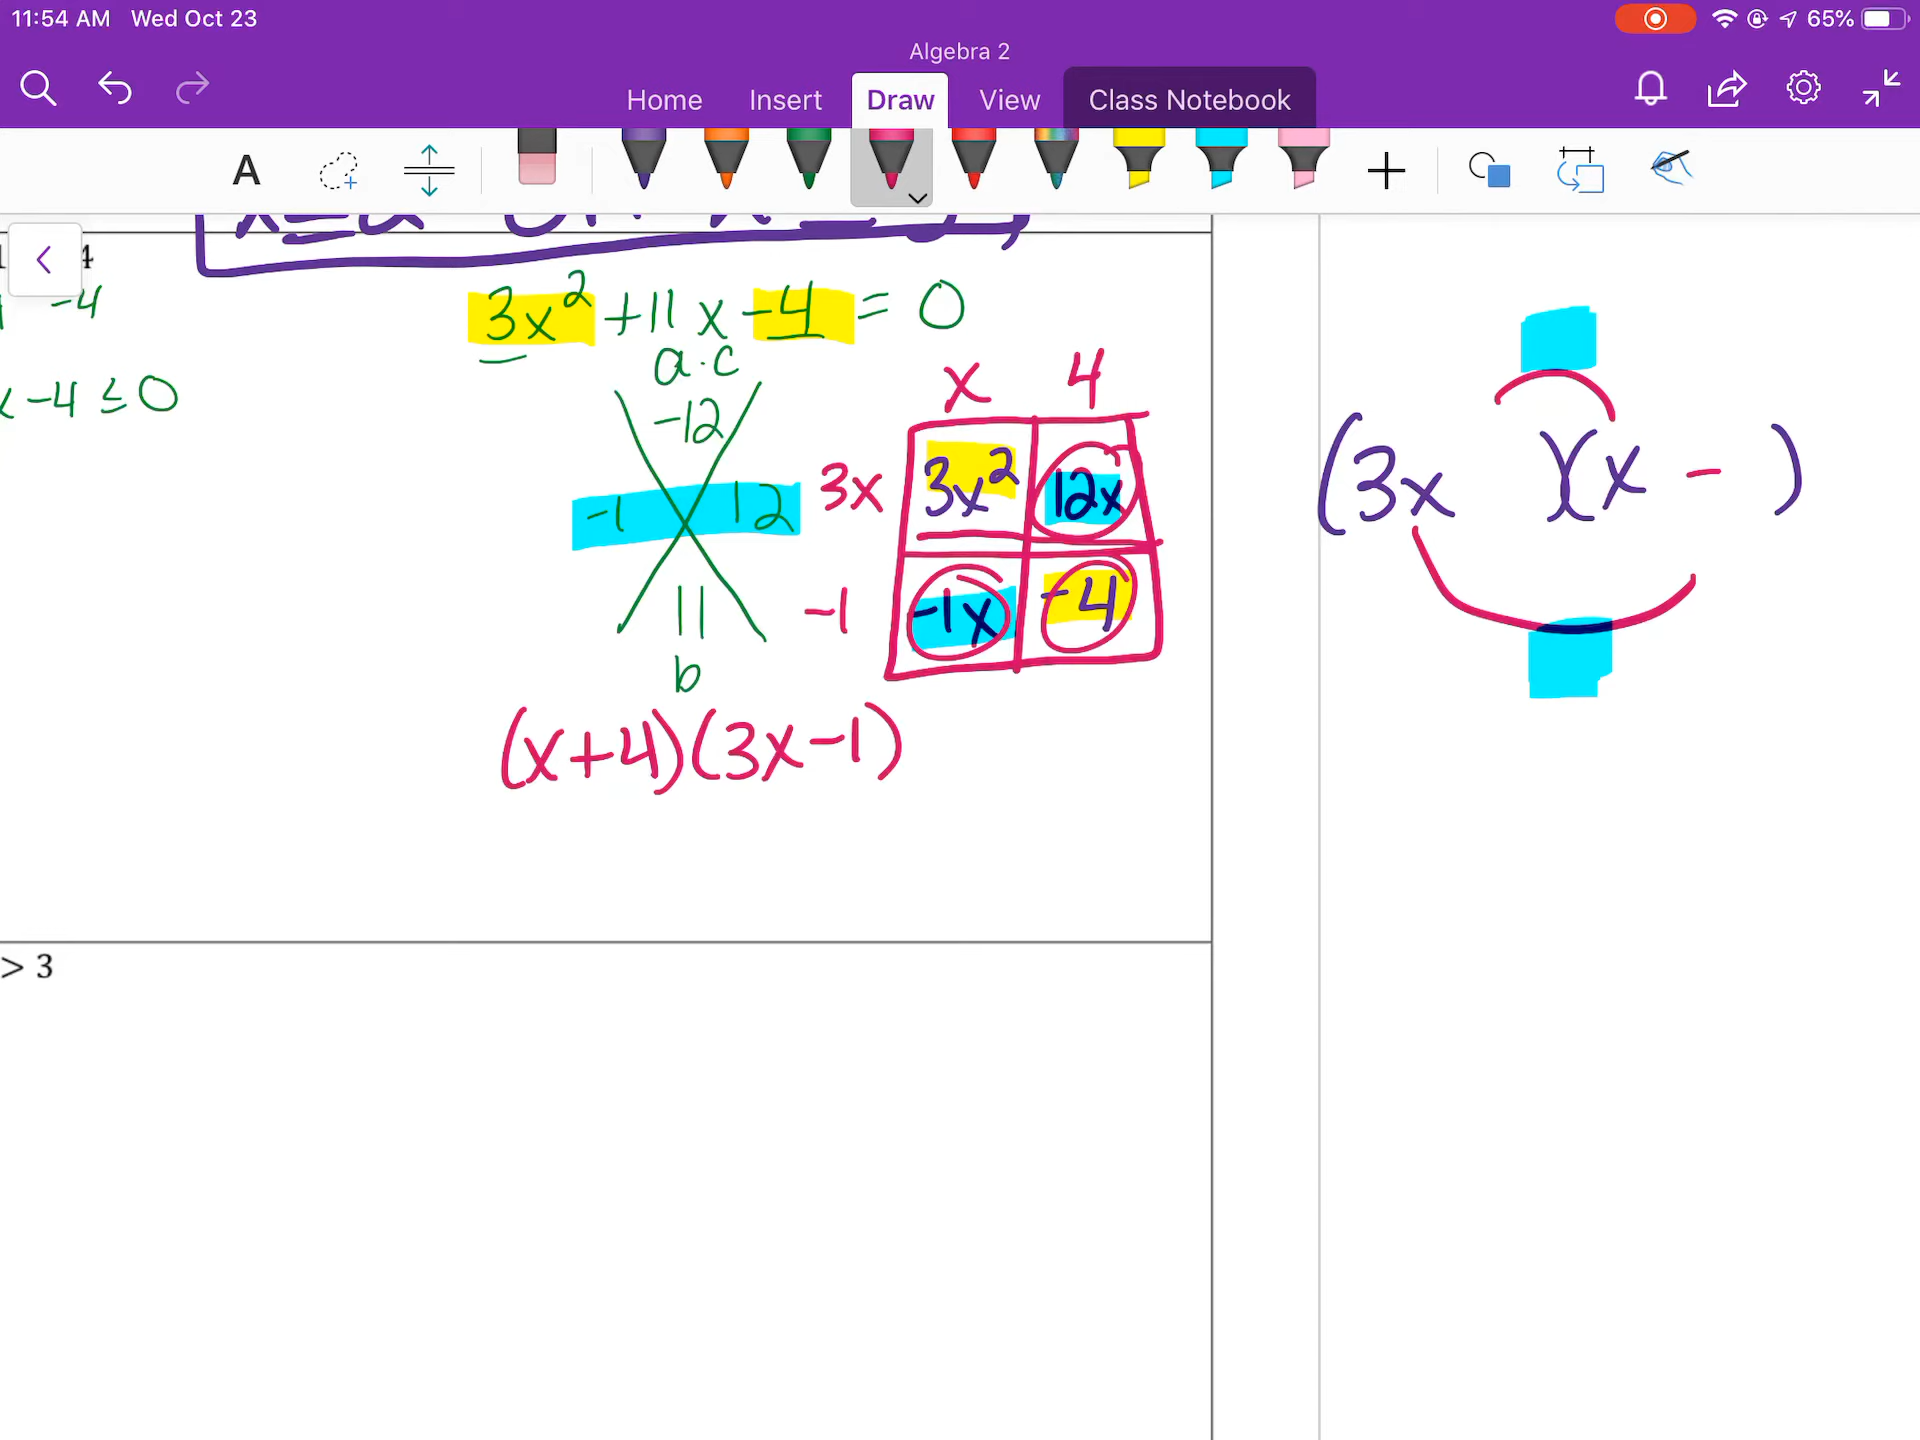 11:54 AM Wed Oct 23
65%
Algebra 2
Home Insert Draw View Class Notebook
A
4
-4
3x² + 11x - 4 = 0
a·c
x 4
-4 ≤ 0
-12
3x 3x² 12x
(3x )(x - )
-1 12
-1 -1x -4
11
b
(x+4)(3x-1)
> 3